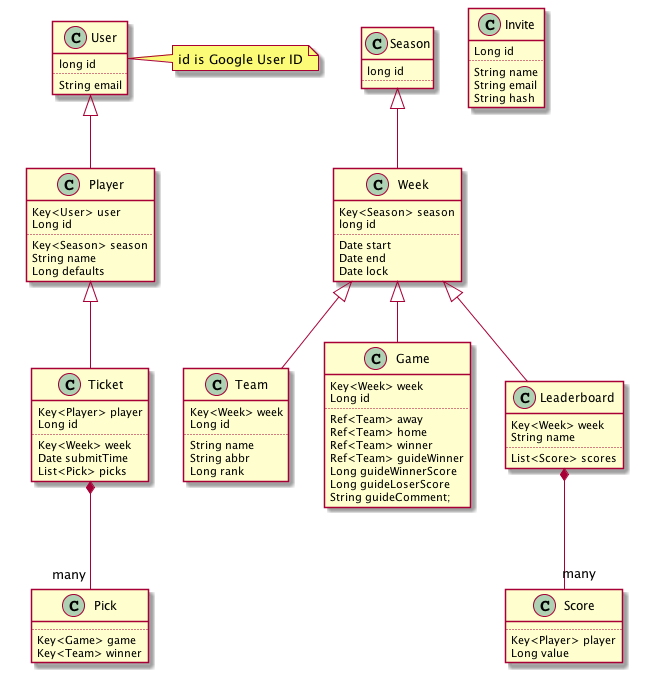 C User
long id
String email
id is Google User ID
C Season
long id
C Invite
Long id
String name
String email
String hash
C Player
Key<User> user
Long id
Key<Season> season
String name
Long defaults
C Week
Key<Season> season
long id
Date start
Date end
Date lock
C Ticket
Key<Player> player
Long id
Key<Week> week
Date submitTime
List<Pick> picks
C Team
Key<Week> week
Long id
String name
String abbr
Long rank
C Game
Key<Week> week
Long id
Ref<Team> away
Ref<Team> home
Ref<Team> winner
Ref<Team> guideWinner
Long guideWinnerScore
Long guideLoserScore
String guideComment;
C Leaderboard
Key<Week> week
String name
List<Score> scores
many
many
C Pick
Key<Game> game
Key<Team> winner
C Score
Key<Player> player
Long value